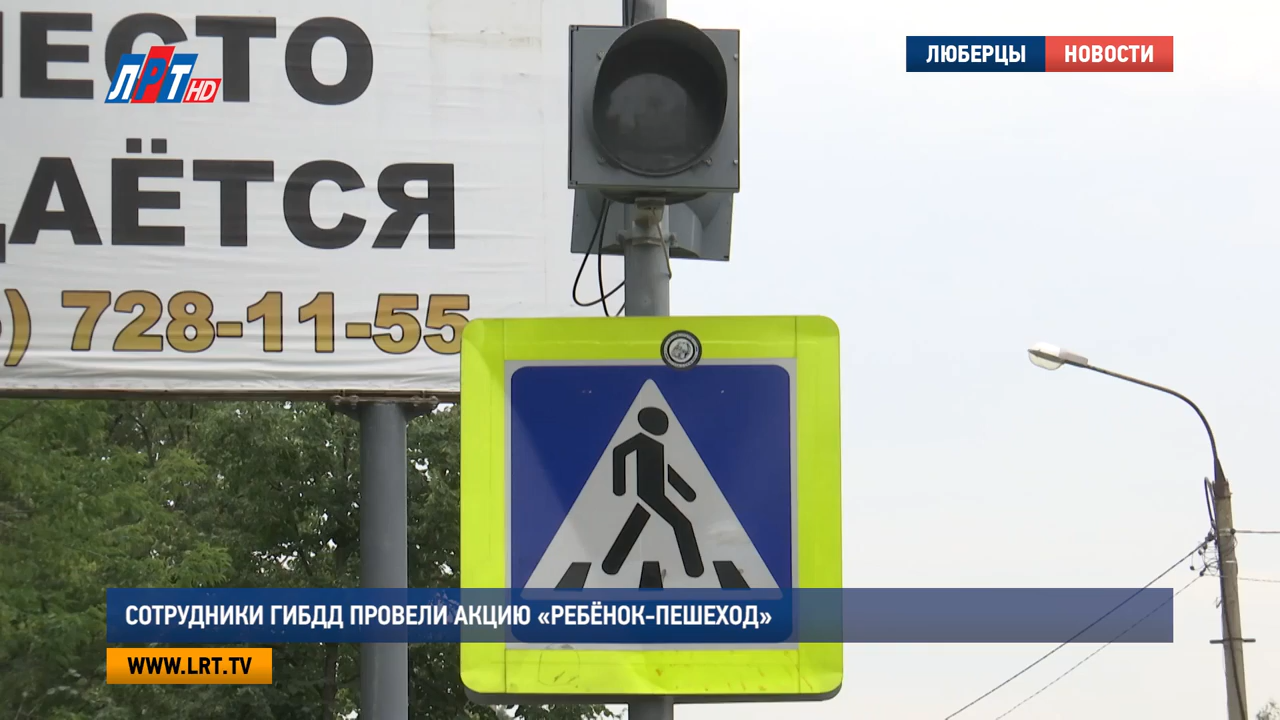 ЕСТО
ДАЁТСЯ
) 728-11-55
ЛРТ HD
ЛЮБЕРЦЫ НОВОСТИ
СОТРУДНИКИ ГИБДД ПРОВЕЛИ АКЦИЮ «РЕБЁНОК-ПЕШЕХОД»
WWW.LRT.TV